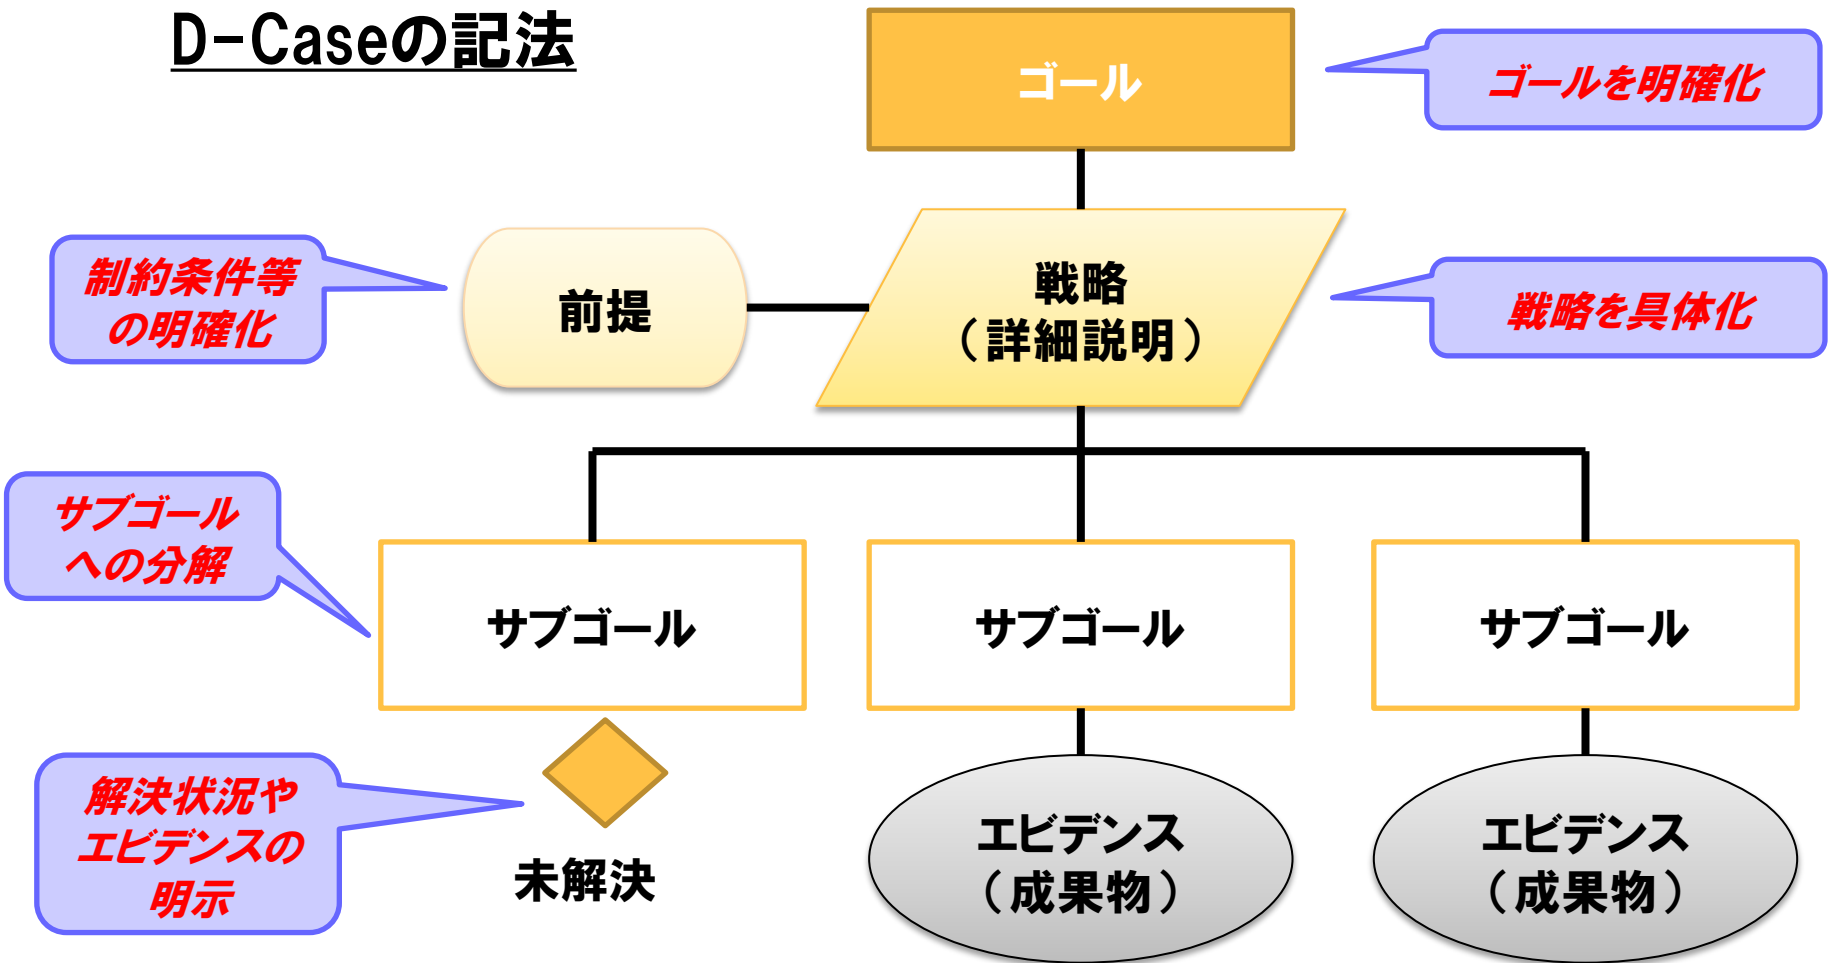 D-Caseの記法
ゴール
ゴールを明確化
制約条件等
の明確化
前提
戦略
（詳細説明）
戦略を具体化
サブゴール
への分解
サブゴール
サブゴール
サブゴール
解決状況や
エビデンスの
明示
未解決
エビデンス
（成果物）
エビデンス
（成果物）